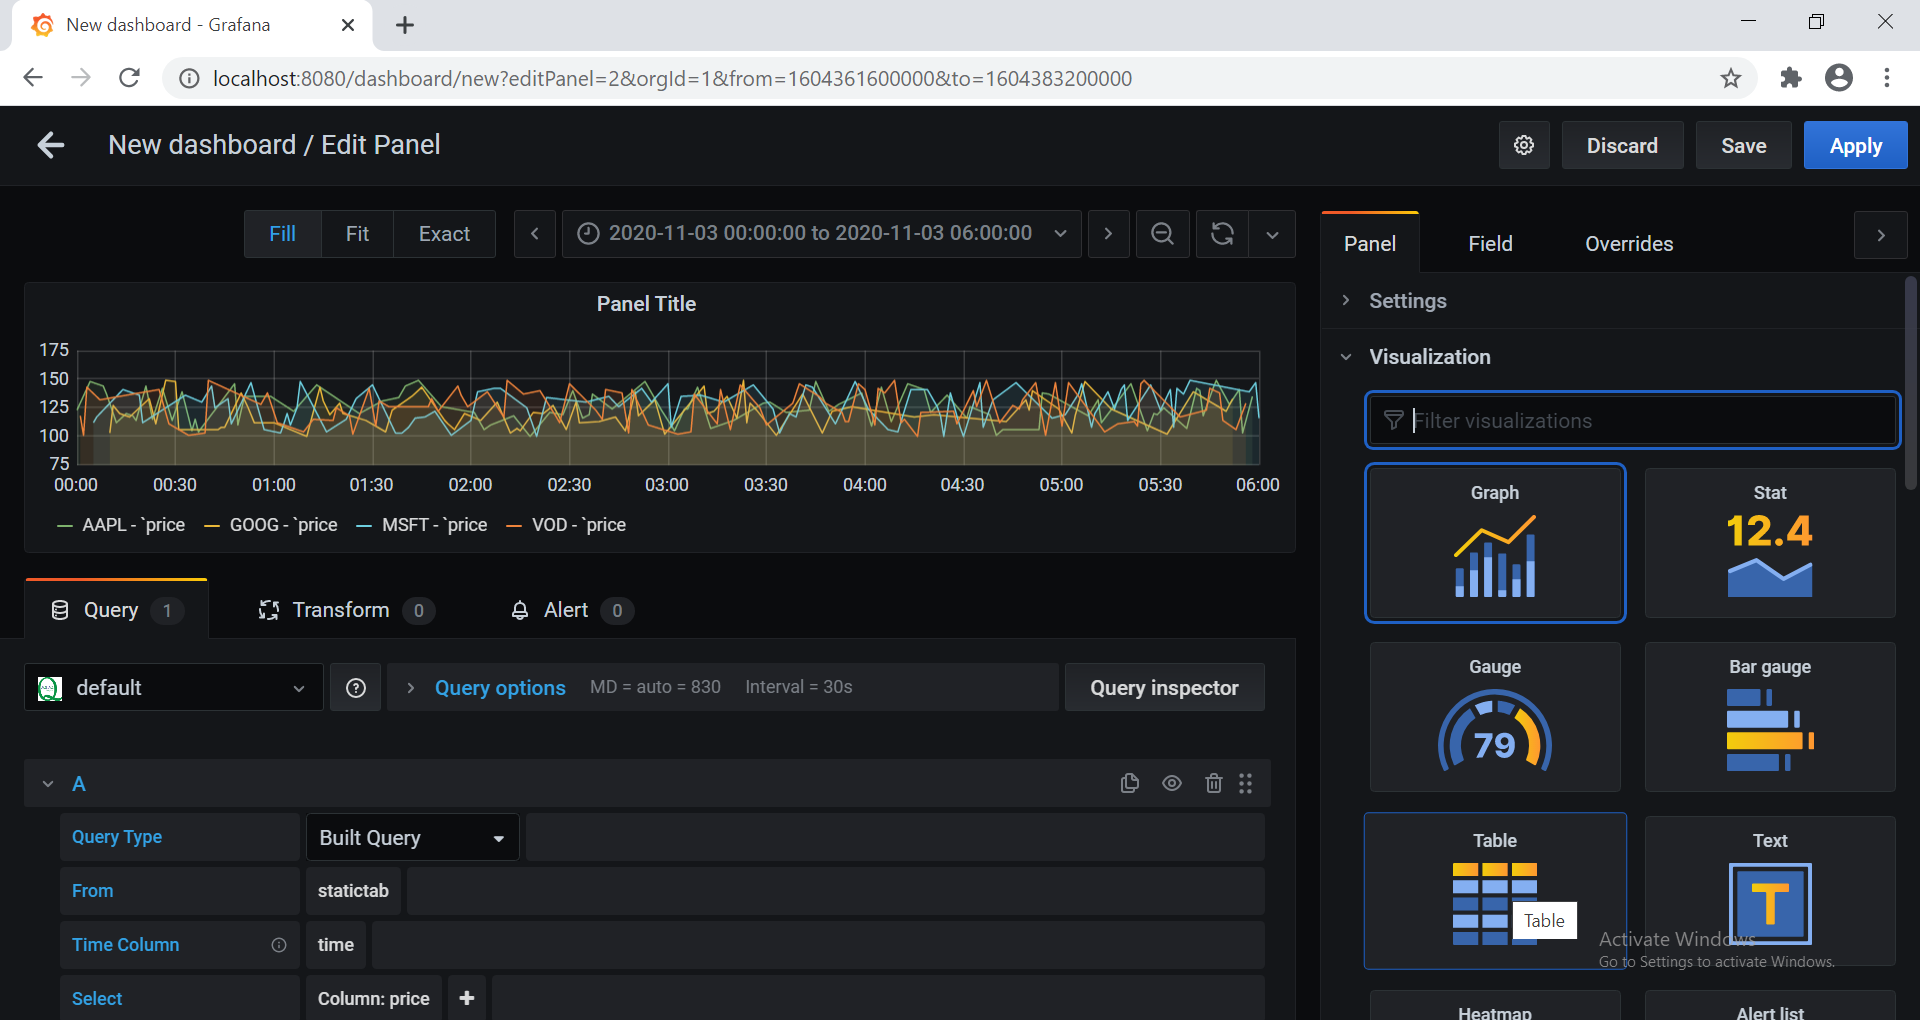 New dashboard - Grafana
localhost:8080/dashboard/new?editPanel=2&orgId=1&from=1604361600000&to=1604383200000
New dashboard / Edit Panel
Discard
Save
Apply
Fill
Fit
Exact
2020-11-03 00:00:00 to 2020-11-03 06:00:00
Panel
Field
Overrides
Panel Title
175
150
125
100
75
00:00 00:30 01:00 01:30 02:00 02:30 03:00 03:30 04:00 04:30 05:00 05:30 06:00
AAPL - `price GOOG - `price MSFT - `price VOD - `price
Settings
Visualization
Filter visualizations
Graph
Stat
12.4
Gauge
79
Bar gauge
Table
Table
Text
T
Heatmap
Alert list
Query 1
Transform 0
Alert 0
default
Query options MD = auto = 830 Interval = 30s
Query inspector
A
Query Type Built Query
From statictab
Time Column time
Select Column: price +
Activate Windows
Go to Settings to activate Windows.